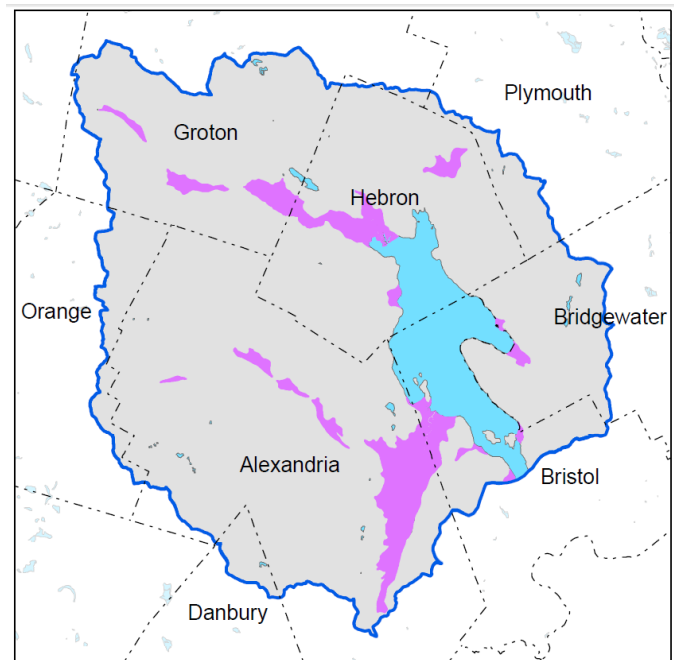 Plymouth
Groton
Hebron
Orange
Bridgewater
Alexandria
Bristol
Danbury